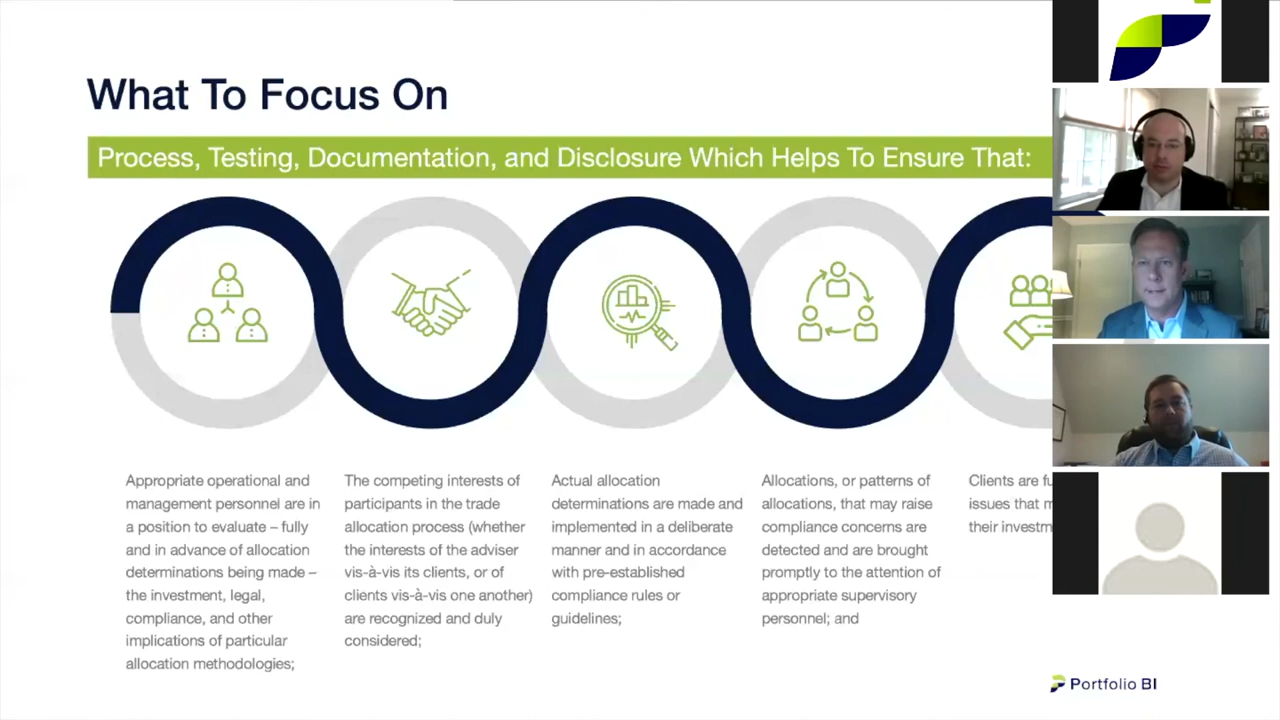 What To Focus On
Process, Testing, Documentation, and Disclosure Which Helps To Ensure That:
Appropriate operational and
management personnel are in
a position to evaluate – fully
and in advance of allocation
determinations being made –
the investment, legal,
compliance, and other
implications of particular
allocation methodologies;
The competing interests of
participants in the trade
allocation process (whether
the interests of the adviser
vis-à-vis its clients, or of
clients vis-à-vis one another)
are recognized and duly
considered;
Actual allocation
determinations are made and
implemented in a deliberate
manner and in accordance
with pre-established
compliance rules or
guidelines;
Allocations, or patterns of
allocations, that may raise
compliance concerns are
detected and are brought
promptly to the attention of
appropriate supervisory
personnel; and
Clients are
issues that
their
Portfolio BI